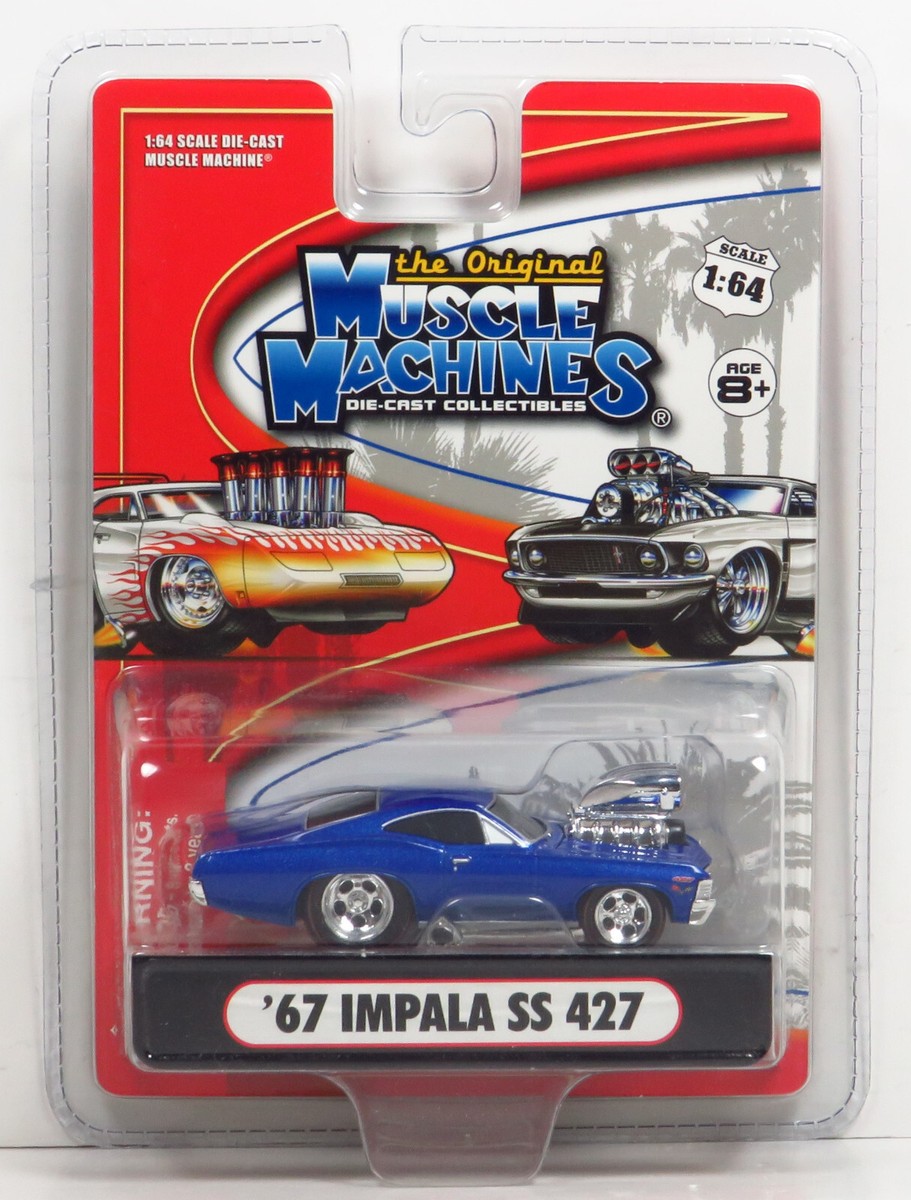 1:64 SCALE DIE-CAST
MUSCLE MACHINE®
the Original
MUSCLE
MACHINES
DIE-CAST COLLECTIBLES ®
SCALE
1:64
AGE
8+
RNING:
'67 IMPALA SS 427